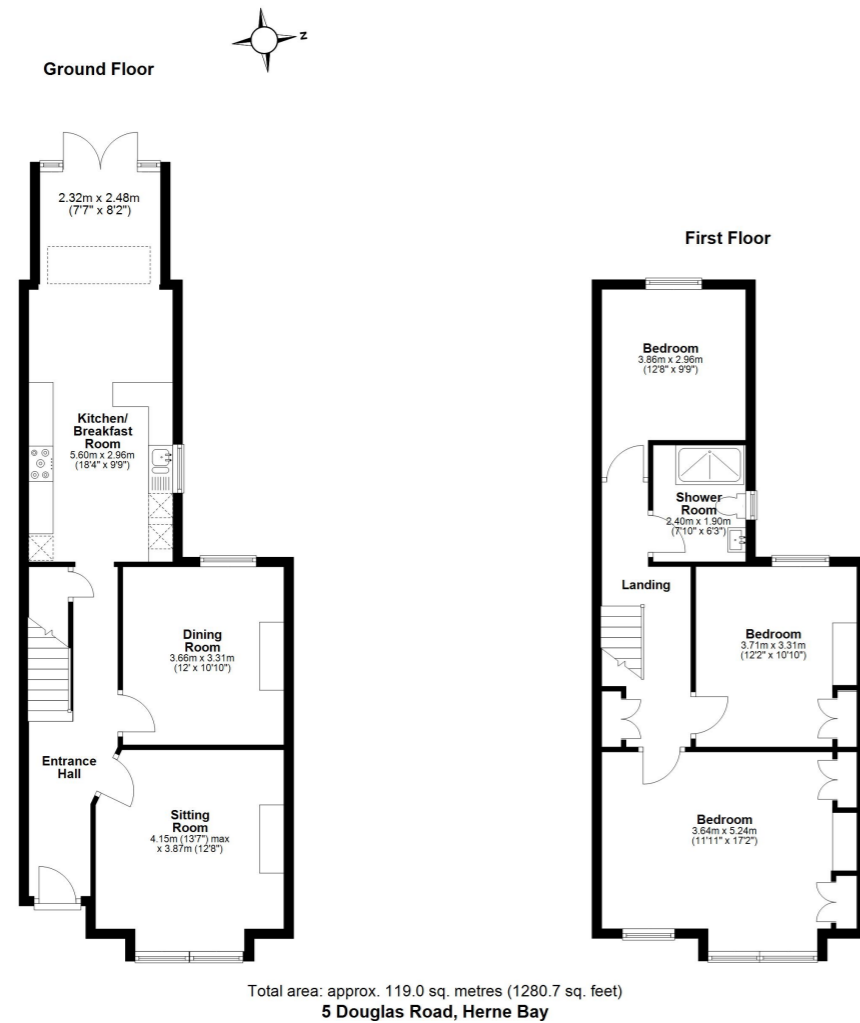 Z
Ground Floor
2.32m x 2.48m
(7'7" x 8'2")
Kitchen/
Breakfast
Room
5.60m x 2.96m
(18'4" x 9'9")
Dining
Room
3.66m x 3.31m
(12' x 10'10")
Entrance
Hall
Sitting
Room
4.15m (13'7") max
x 3.87m (12'8")
First Floor
Bedroom
3.86m x 2.96m
(12'8" x 9'9")
Shower
Room
2.40m x 1.90m
(7'10" x 6'3")
Landing
Bedroom
3.71m x 3.31m
(12'2" x 10'10")
Bedroom
3.64m x 5.24m
(11'11" x 17'2")
Total area: approx. 119.0 sq. metres (1280.7 sq. feet)
5 Douglas Road, Herne Bay